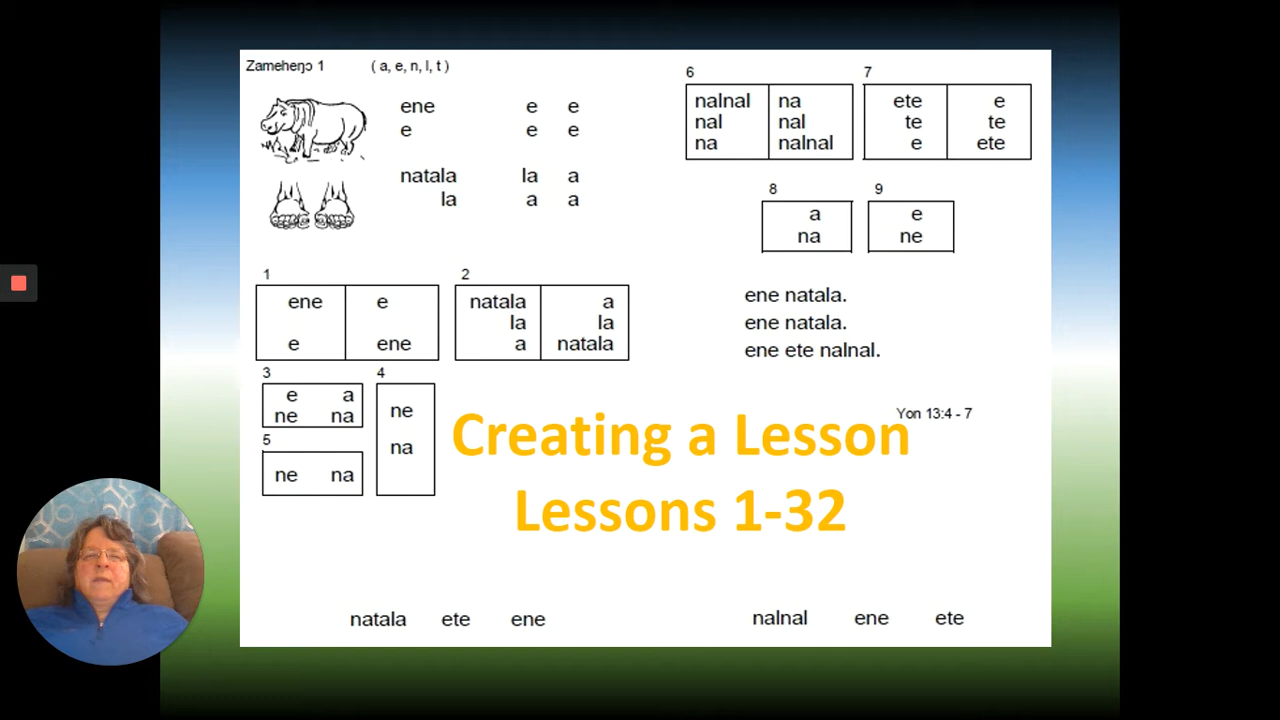 Zameheŋɔ 1 ( a, e, n, l, t )
ene e e
e e e
natala la a
la a a
1
ene e
e ene
2
natala a
la la
a natala
3
e a
ne na
4
ne
na
5
ne na
6
nalnal na
nal nal
na nalnal
7
ete e
te te
e ete
8
a
na
9
e
ne
ene natala.
ene natala.
ene ete nalnal.
Yon 13:4 - 7
Creating a Lesson
Lessons 1-32
natala ete ene
nalnal ene ete